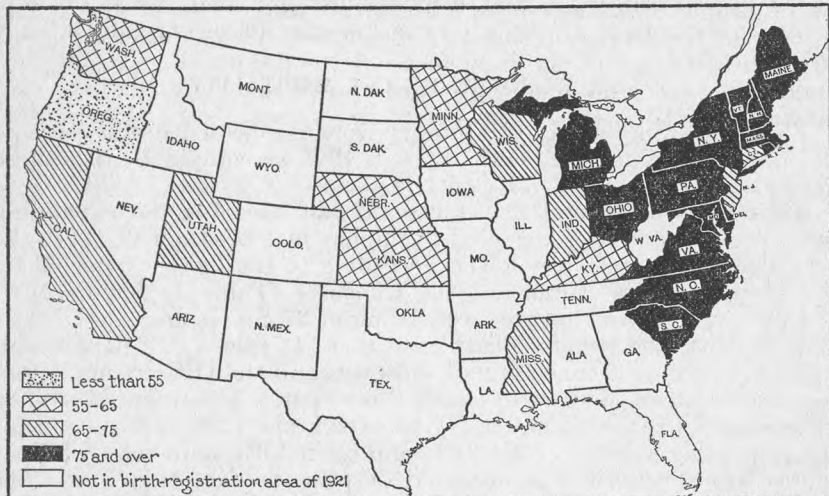 WASH
MONT.
N. DAK.
MINN
MAINE
OREG.
IDAHO
S. DAK.
WIS.
MICH
VT.
N. H.
N. Y.
MASS
WYO.
IOWA
PA.
N. J.
NEV.
UTAH
NEBR.
ILL
IND.
OHIO
DEL
CAL.
COLO.
KANS.
MO.
W VA.
VA.
KY.
ARIZ
N. MEX.
OKLA
ARK.
TENN.
N. C.
S. C.
TEX.
LA
MISS.
ALA
GA.
FLA.
Less than 55
55-65
65-75
75 and over
Not in birth-registration area of 1921